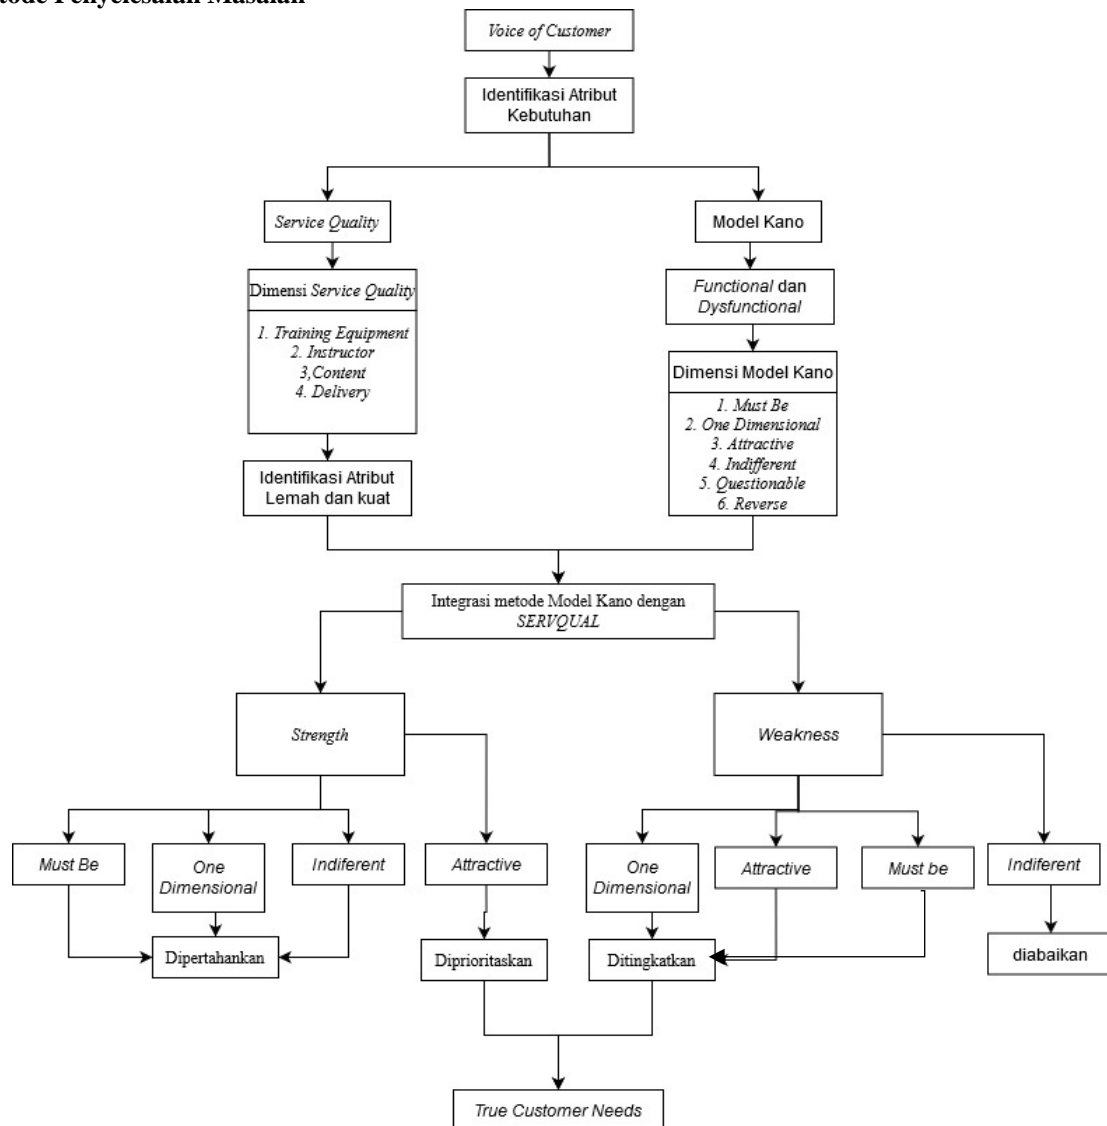 Voice of Customer
Identifikasi Atribut
Kebutuhan
Service Quality
Model Kano
Dimensi Service Quality
1. Training Equipment
2. Instructor
3,Content
4. Delivery
Functional dan
Dysfunctional
Dimensi Model Kano
1. Must Be
2. One Dimensional
3. Attractive
4. Indifferent
5. Questionable
6. Reverse
Identifikasi Atribut
Lemah dan kuat
Integrasi metode Model Kano dengan
SERVQUAL
Strength
Weakness
Must Be
One
Dimensional
Indiferent
Attractive
One
Dimensional
Attractive
Must be
Indiferent
Dipertahankan
Diprioritaskan
Ditingkatkan
diabaikan
True Customer Needs